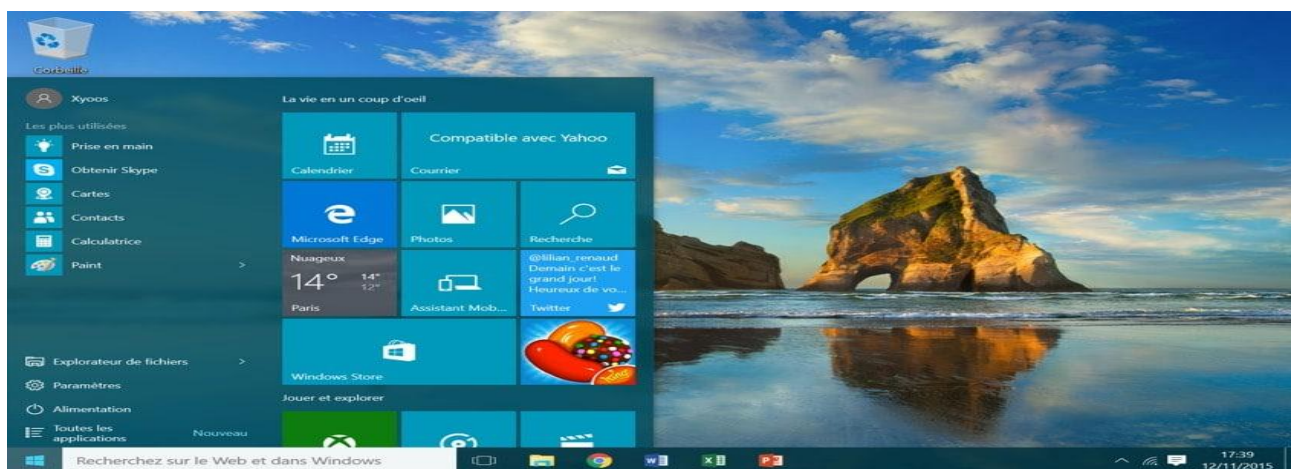 Corbeille
Xyoos
Les plus utilisées
Prise en main
Obtenir Skype
Cartes
Contacts
Calculatrice
Paint
Explorateur de fichiers
Paramètres
Alimentation
Toutes les
applications
Nouveau
La vie en un coup d'oeil
Calendrier
Compatible avec Yahoo
Courrier
Microsoft Edge
Photos
Recherche
Nuageux
14°
14°
12°
Paris
Assistant Mob...
@lilian_renaud
Demain c'est le
grand jour!
Heureux de vo...
Twitter
Windows Store
King
Jouer et explorer
Recherchez sur le Web et dans Windows
17:39
12/11/2015